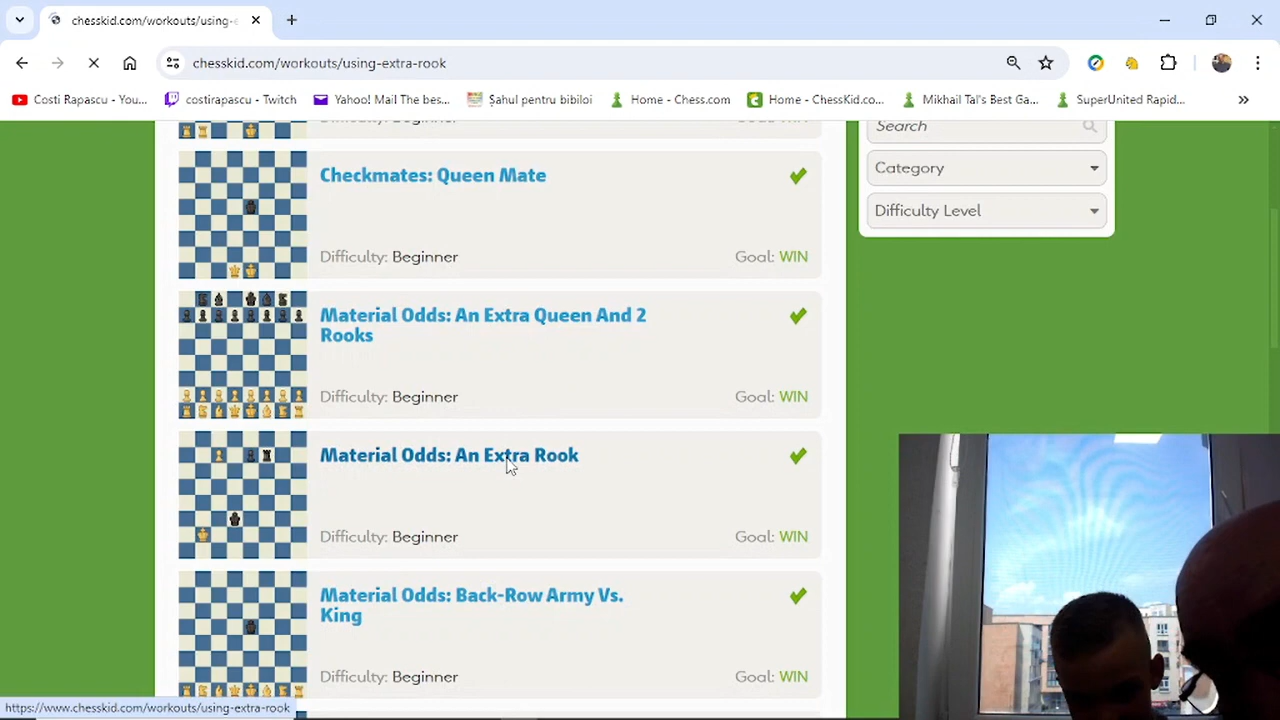 chesskid.com/workouts/using-e
chesskid.com/workouts/using-extra-rook
Costi Rapascu - You... costirapascu - Twitch Yahoo! Mail The bes... Șahul pentru bibiloi Home - Chess.com Home - ChessKid.co... Mikhail Tal's Best Ga... SuperUnited Rapid...
Search
Category
Difficulty Level
Checkmates: Queen Mate
Difficulty: Beginner Goal: WIN
Material Odds: An Extra Queen And 2
Rooks
Difficulty: Beginner Goal: WIN
Material Odds: An Extra Rook
Difficulty: Beginner Goal: WIN
Material Odds: Back-Row Army Vs.
King
Difficulty: Beginner Goal: WIN
https://www.chesskid.com/workouts/using-extra-rook